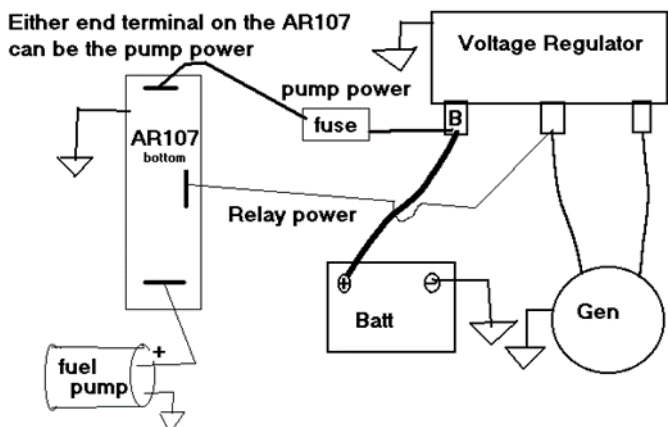 Either end terminal on the AR107
can be the pump power
Voltage Regulator
pump power
fuse
B
AR107
bottom
Relay power
+
-
Batt
Gen
fuel
pump
+